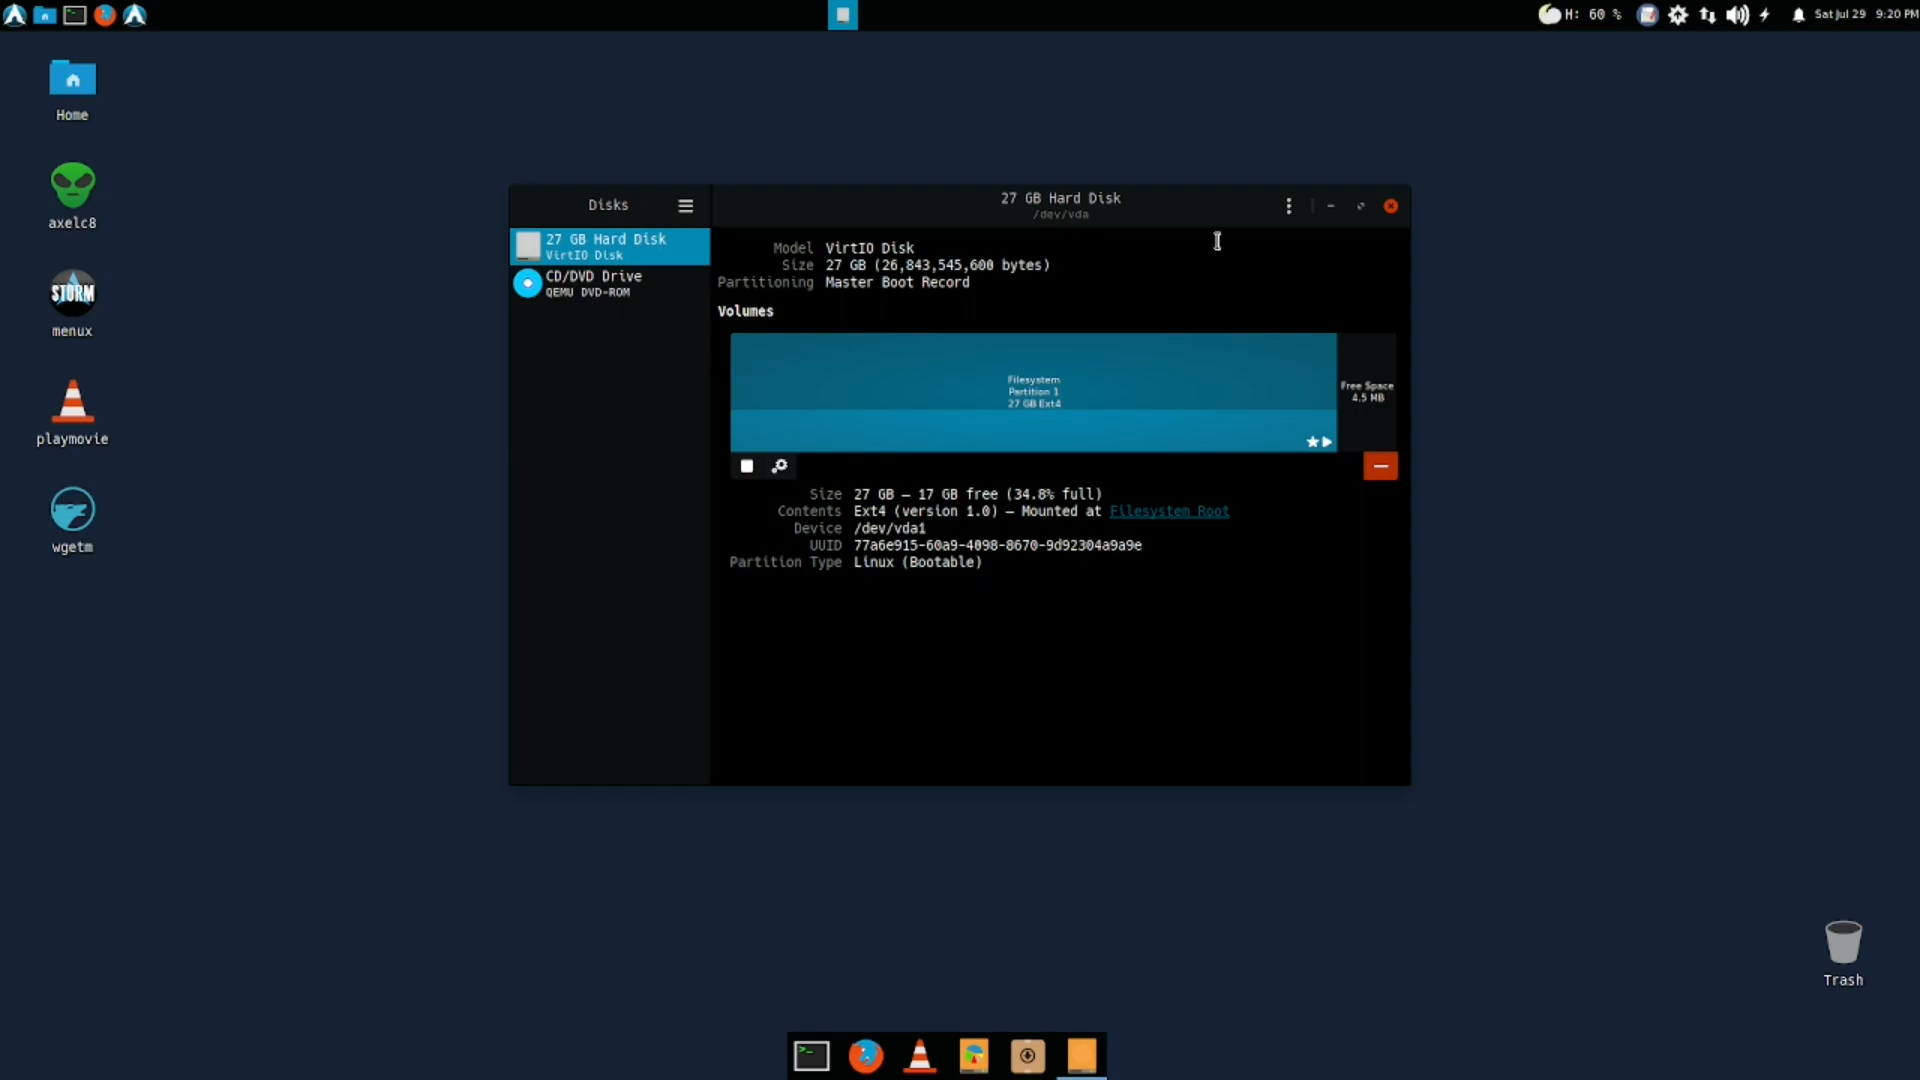 H: 60 %
Sat Jul 29 9:20 PM
Home
axelc8
STORM
menux
playmovie
wgetm
Disks
27 GB Hard Disk
/dev/vda
27 GB Hard Disk
VirtIO Disk
CD/DVD Drive
QEMU DVD-ROM
Model VirtIO Disk
Size 27 GB (26,843,545,600 bytes)
Partitioning Master Boot Record
Volumes
Filesystem
Partition 1
27 GB Ext4
Free Space
4.5 MB
Size 27 GB — 17 GB free (34.8% full)
Contents Ext4 (version 1.0) — Mounted at Filesystem Root
Device /dev/vda1
UUID 77a6e915-60a9-4098-8670-9d92304a9a9e
Partition Type Linux (Bootable)
Trash